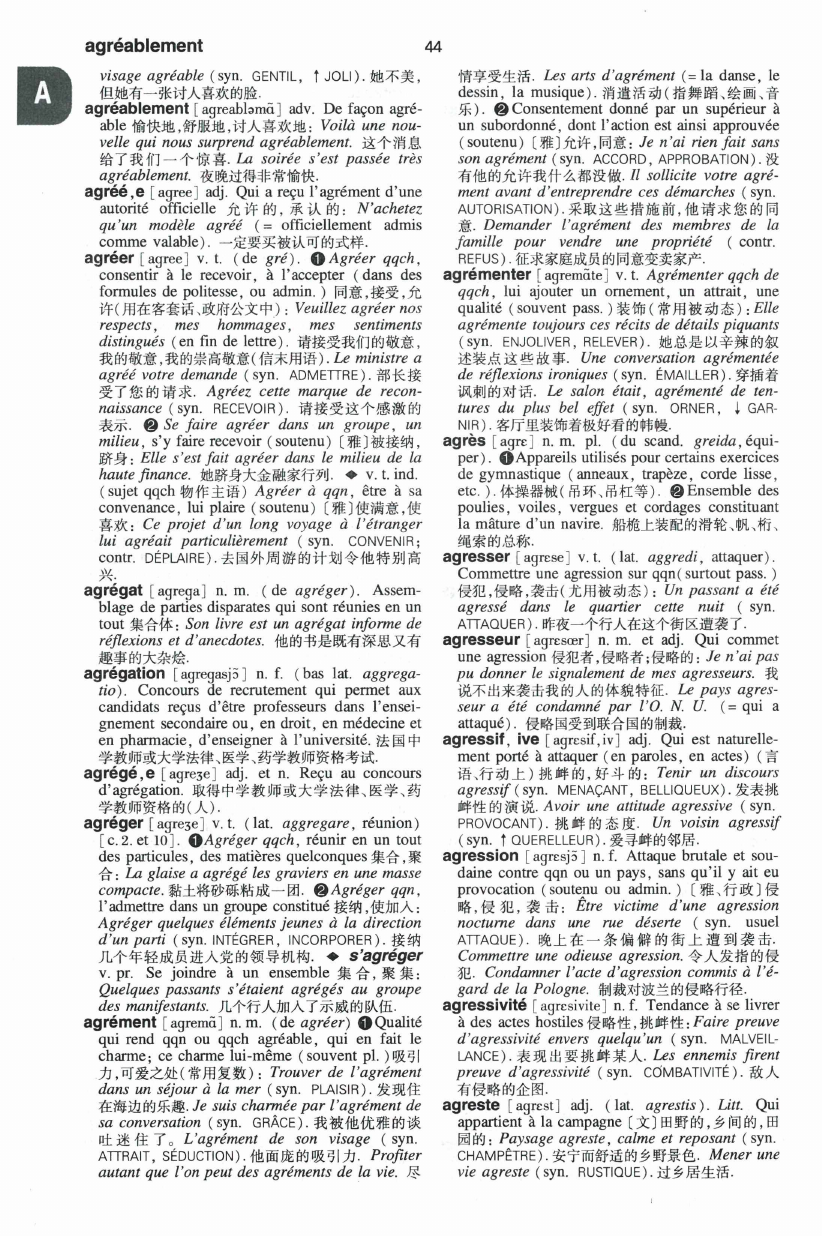 agréablement
44
A
visage agréable (syn. GENTIL, ↑ JOLI). 她不美,
但她有一张讨人喜欢的脸.
agréablement [agreabləmɑ̃] adv. De façon agré-
able 愉快地,舒服地,讨人喜欢地: Voilà une nou-
velle qui nous surprend agréablement. 这个消息
给了我们一个惊喜. La soirée s'est passée très
agréablement. 夜晚过得非常愉快.
agréé,e [agree] adj. Qui a reçu l'agrément d'une
autorité officielle 允许的, 承认的: N'achetez
qu'un modèle agréé (= officiellement admis
comme valable). 一定要买被认可的式样.
agréer [agree] v. t. (de gré). ❶ Agréer qqch,
consentir à le recevoir, à l'accepter (dans des
formules de politesse, ou admin.) 同意,接受,允
许(用在客套话、政府公文中): Veuillez agréer nos
respects, mes hommages, mes sentiments
distingués (en fin de lettre). 请接受我们的敬意,
我的敬意,我的崇高敬意(信末用语). Le ministre a
agréé votre demande (syn. ADMETTRE). 部长接
受了您的请求. Agréez cette marque de recon-
naissance (syn. RECEVOIR). 请接受这个感激的
表示. ❷ Se faire agréer dans un groupe, un
milieu, s'y faire recevoir (soutenu) [雅]被接纳,
跻身: Elle s'est fait agréer dans le milieu de la
haute finance. 她跻身大金融家行列. ◆ v. t. ind.
(sujet qqch 物作主语) Agréer à qqn, être à sa
convenance, lui plaire (soutenu) [雅]使满意,使
喜欢: Ce projet d'un long voyage à l'étranger
lui agréait particulièrement (syn. CONVENIR;
contr. DÉPLAIRE). 去国外周游的计划令他特别高
兴.
agrégat [agrega] n. m. (de agréger). Assem-
blage de parties disparates qui sont réunies en un
tout 集合体: Son livre est un agrégat informe de
réflexions et d'anecdotes. 他的书是既有深思又有
趣事的大杂烩.
agrégation [agregasjɔ̃] n. f. (bas lat. aggrega-
tio). Concours de recrutement qui permet aux
candidats reçus d'être professeurs dans l'ensei-
gnement secondaire ou, en droit, en médecine et
en pharmacie, d'enseigner à l'université. 法国中
学教师或大学法律、医学、药学教师资格考试.
agrégé,e [agreʒe] adj. et n. Reçu au concours
d'agrégation. 取得中学教师或大学法律、医学、药
学教师资格的(人).
agréger [agreʒe] v. t. (lat. aggregare, réunion)
[c. 2. et 10]. ❶Agréger qqch, réunir en un tout
des particules, des matières quelconques 集合,聚
合: La glaise a agrégé les graviers en une masse
compacte. 黏土将砂砾粘成一团. ❷Agréger qqn,
l'admettre dans un groupe constitué 接纳,使加入:
Agréger quelques éléments jeunes à la direction
d'un parti (syn. INTÉGRER, INCORPORER). 接纳
几个年轻成员进入党的领导机构. ◆ s'agréger
v. pr. Se joindre à un ensemble 集合, 聚集:
Quelques passants s'étaient agrégés au groupe
des manifestants. 几个行人加入了示威的队伍.
agrément [agremɑ̃] n. m. (de agréer) ❶Qualité
qui rend qqn ou qqch agréable, qui en fait le
charme; ce charme lui-même (souvent pl.)吸引
力,可爱之处(常用复数): Trouver de l'agrément
dans un séjour à la mer (syn. PLAISIR). 发现住
在海边的乐趣. Je suis charmée par l'agrément de
sa conversation (syn. GRÂCE). 我被他优雅的谈
吐迷住了。L'agrément de son visage (syn.
ATTRAIT, SÉDUCTION). 他面庞的吸引力. Profiter
autant que l'on peut des agréments de la vie. 尽
情享受生活. Les arts d'agrément (= la danse, le
dessin, la musique). 消遣活动(指舞蹈、绘画、音
乐). ❷Consentement donné par un supérieur à
un subordonné, dont l'action est ainsi approuvée
(soutenu) [雅]允许,同意: Je n'ai rien fait sans
son agrément (syn. ACCORD, APPROBATION). 没
有他的允许我什么都没做. Il sollicite votre agré-
ment avant d'entreprendre ces démarches (syn.
AUTORISATION). 采取这些措施前,他请求您的同
意. Demander l'agrément des membres de la
famille pour vendre une propriété (contr.
REFUS). 征求家庭成员的同意变卖家产.
agrémenter [agremɑ̃te] v. t. Agrémenter qqch de
qqch, lui ajouter un ornement, un attrait, une
qualité (souvent pass.)装饰(常用被动态): Elle
agrémente toujours ces récits de détails piquants
(syn. ENJOLIVER, RELEVER). 她总是以辛辣的叙
述装点这些故事. Une conversation agrémentée
de réflexions ironiques (syn. ÉMAILLER). 穿插着
讽刺的对话. Le salon était, agrémenté de ten-
tures du plus bel effet (syn. ORNER, ↓ GAR-
NIR). 客厅里装饰着极好看的帏幔.
agrès [agrɛ] n. m. pl. (du scand. greida, équi-
per). ❶Appareils utilisés pour certains exercices
de gymnastique (anneaux, trapèze, corde lisse,
etc.). 体操器械(吊环、吊杠等). ❷Ensemble des
poulies, voiles, vergues et cordages constituant
la mâture d'un navire. 船桅上装配的滑轮、帆、桁、
绳索的总称.
agresser [agrese] v. t. (lat. aggredi, attaquer).
Commettre une agression sur qqn(surtout pass.)
侵犯,侵略,袭击(尤用被动态): Un passant a été
agressé dans le quartier cette nuit (syn.
ATTAQUER). 昨夜一个行人在这个街区遭袭了.
agresseur [agrɛsœr] n. m. et adj. Qui commet
une agression 侵犯者,侵略者;侵略的: Je n'ai pas
pu donner le signalement de mes agresseurs. 我
说不出来袭击我的人的体貌特征. Le pays agres-
seur a été condamné par l'O. N. U. (= qui a
attaqué). 侵略国受到联合国的制裁.
agressif, ive [agrɛsif,iv] adj. Qui est naturelle-
ment porté à attaquer (en paroles, en actes) (言
语、行动上) 挑衅的,好斗的: Tenir un discours
agressif (syn. MENAÇANT, BELLIQUEUX). 发表挑
衅性的演说. Avoir une attitude agressive (syn.
PROVOCANT). 挑衅的态度. Un voisin agressif
(syn. ↑ QUERELLEUR). 爱寻衅的邻居.
agression [agrɛsjɔ̃] n. f. Attaque brutale et sou-
daine contre qqn ou un pays, sans qu'il y ait eu
provocation (soutenu ou admin.) [雅、行政]侵
略,侵犯,袭击: Être victime d'une agression
nocturne dans une rue déserte (syn. usuel
ATTAQUE). 晚上在一条偏僻的街上遭到袭击.
Commettre une odieuse agression. 令人发指的侵
犯. Condamner l'acte d'agression commis à l'é-
gard de la Pologne. 制裁对波兰的侵略行径.
agressivité [agrɛsivite] n. f. Tendance à se livrer
à des actes hostiles 侵略性,挑衅性: Faire preuve
d'agressivité envers quelqu'un (syn. MALVEIL-
LANCE). 表现出要挑衅某人. Les ennemis firent
preuve d'agressivité (syn. COMBATIVITÉ). 敌人
有侵略的企图.
agreste [agrɛst] adj. (lat. agrestis). Litt. Qui
appartient à la campagne [文]田野的,乡间的,田
园的: Paysage agreste, calme et reposant (syn.
CHAMPÊTRE). 安宁而舒适的乡野景色. Mener une
vie agreste (syn. RUSTIQUE). 过乡居生活.